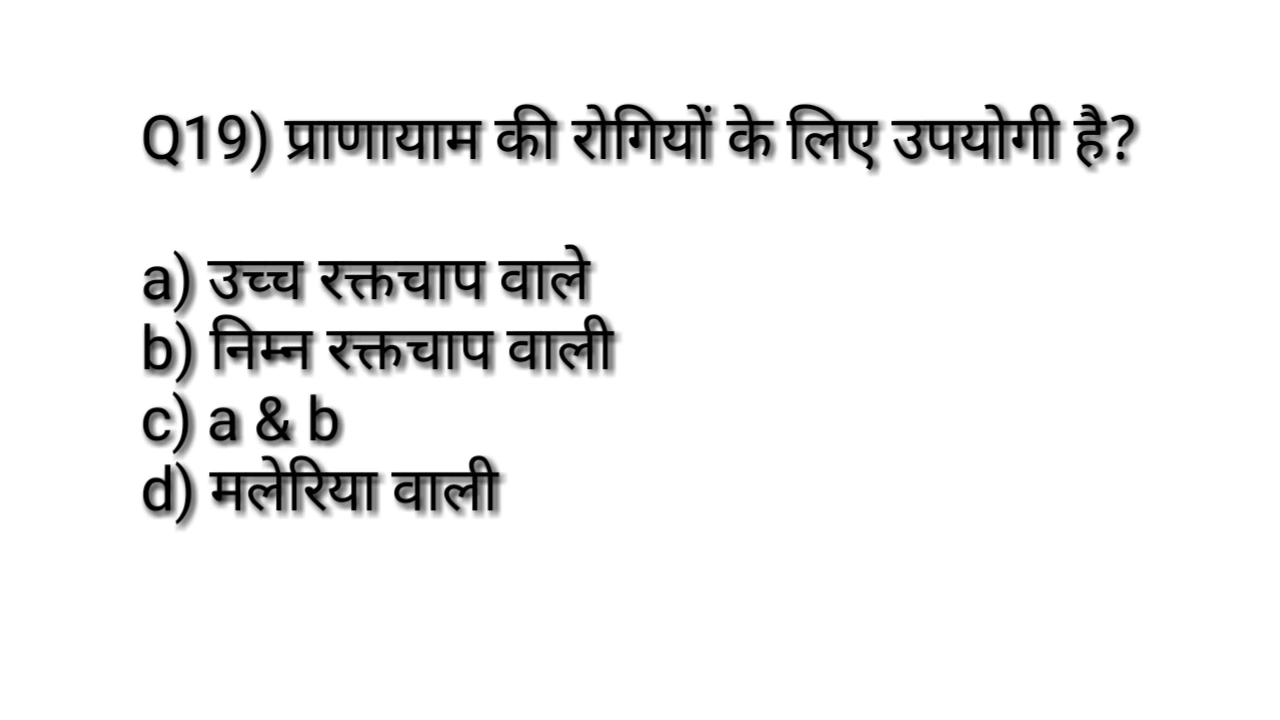 Q19) प्राणायाम की रोगियों के लिए उपयोगी है?
a) उच्च रक्तचाप वाले
b) निम्न रक्तचाप वाली
c) a & b
d) मलेरिया वाली